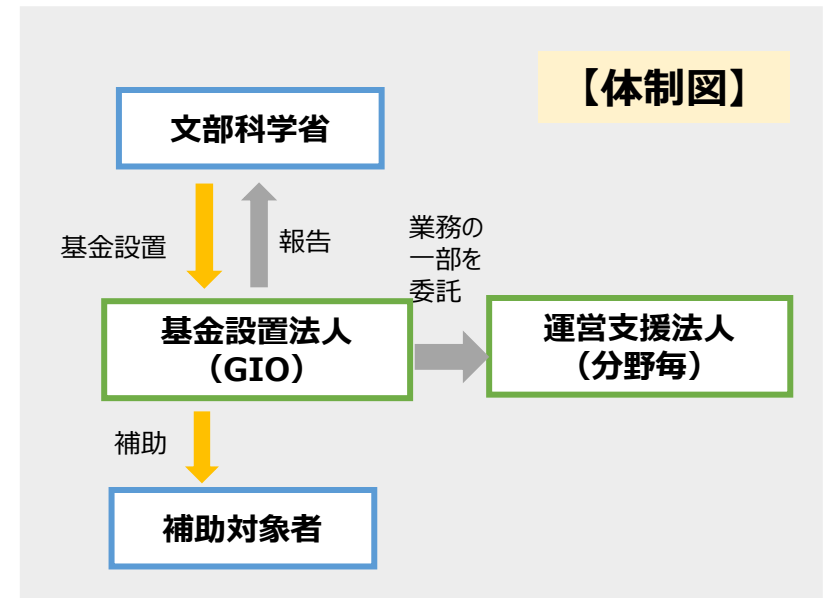 【体制図】
文部科学省
基金設置
報告
業務の
一部を
委託
基金設置法人
（GIO）
運営支援法人
（分野毎）
補助
補助対象者